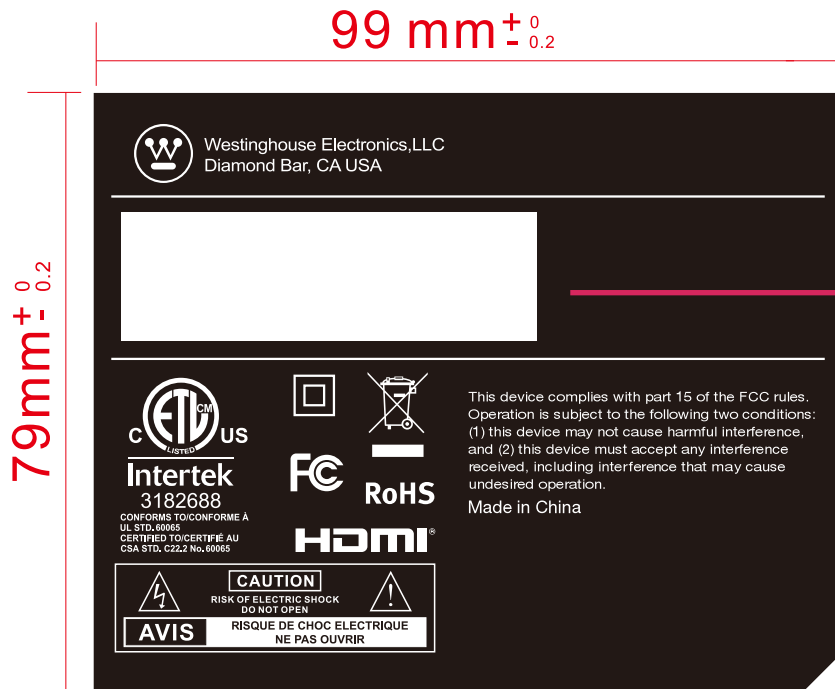 99 mm ± 0 0.2
79mm ± 0 0.2
Westinghouse Electronics,LLC
Diamond Bar, CA USA
C ETL CM US
LISTED
Intertek
3182688
CONFORMS TO/CONFORME À
UL STD. 60065
CERTIFIED TO/CERTIFIÉ AU
CSA STD. C22.2 No. 60065
FC
RoHS
HDMI®
This device complies with part 15 of the FCC rules.
Operation is subject to the following two conditions:
(1) this device may not cause harmful interference,
and (2) this device must accept any interference
received, including interference that may cause
undesired operation.
Made in China
CAUTION
RISK OF ELECTRIC SHOCK
DO NOT OPEN
AVIS
RISQUE DE CHOC ELECTRIQUE
NE PAS OUVRIR